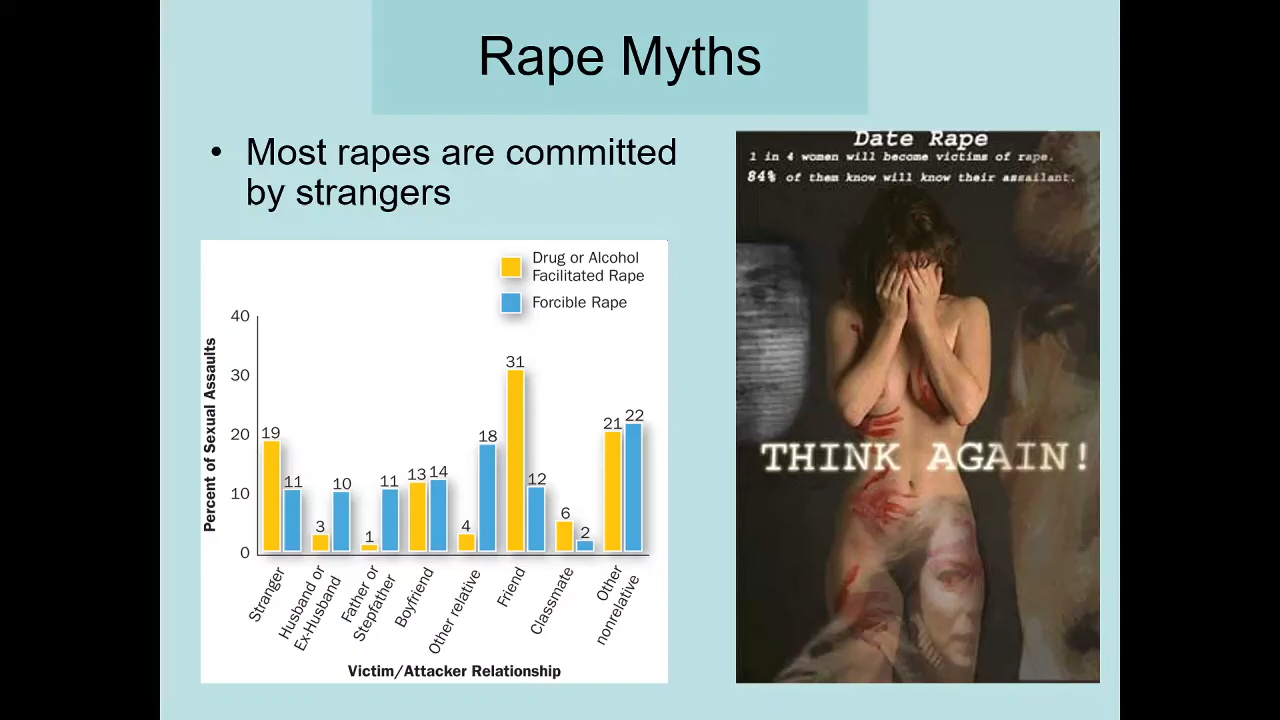 Rape Myths
• Most rapes are committed
by strangers
Drug or Alcohol
Facilitated Rape
Forcible Rape
Percent of Sexual Assaults
40
30
20
10
0
19
11
3
10
1
11
13
14
4
18
31
12
6
2
21
22
Stranger
Husband or
Ex-Husband
Father or
Stepfather
Boyfriend
Other relative
Friend
Classmate
Other
nonrelative
Victim/Attacker Relationship
Date Rape
1 in 4 women will become victims of rape.
84% of them know will know their assailant.
THINK AGAIN!